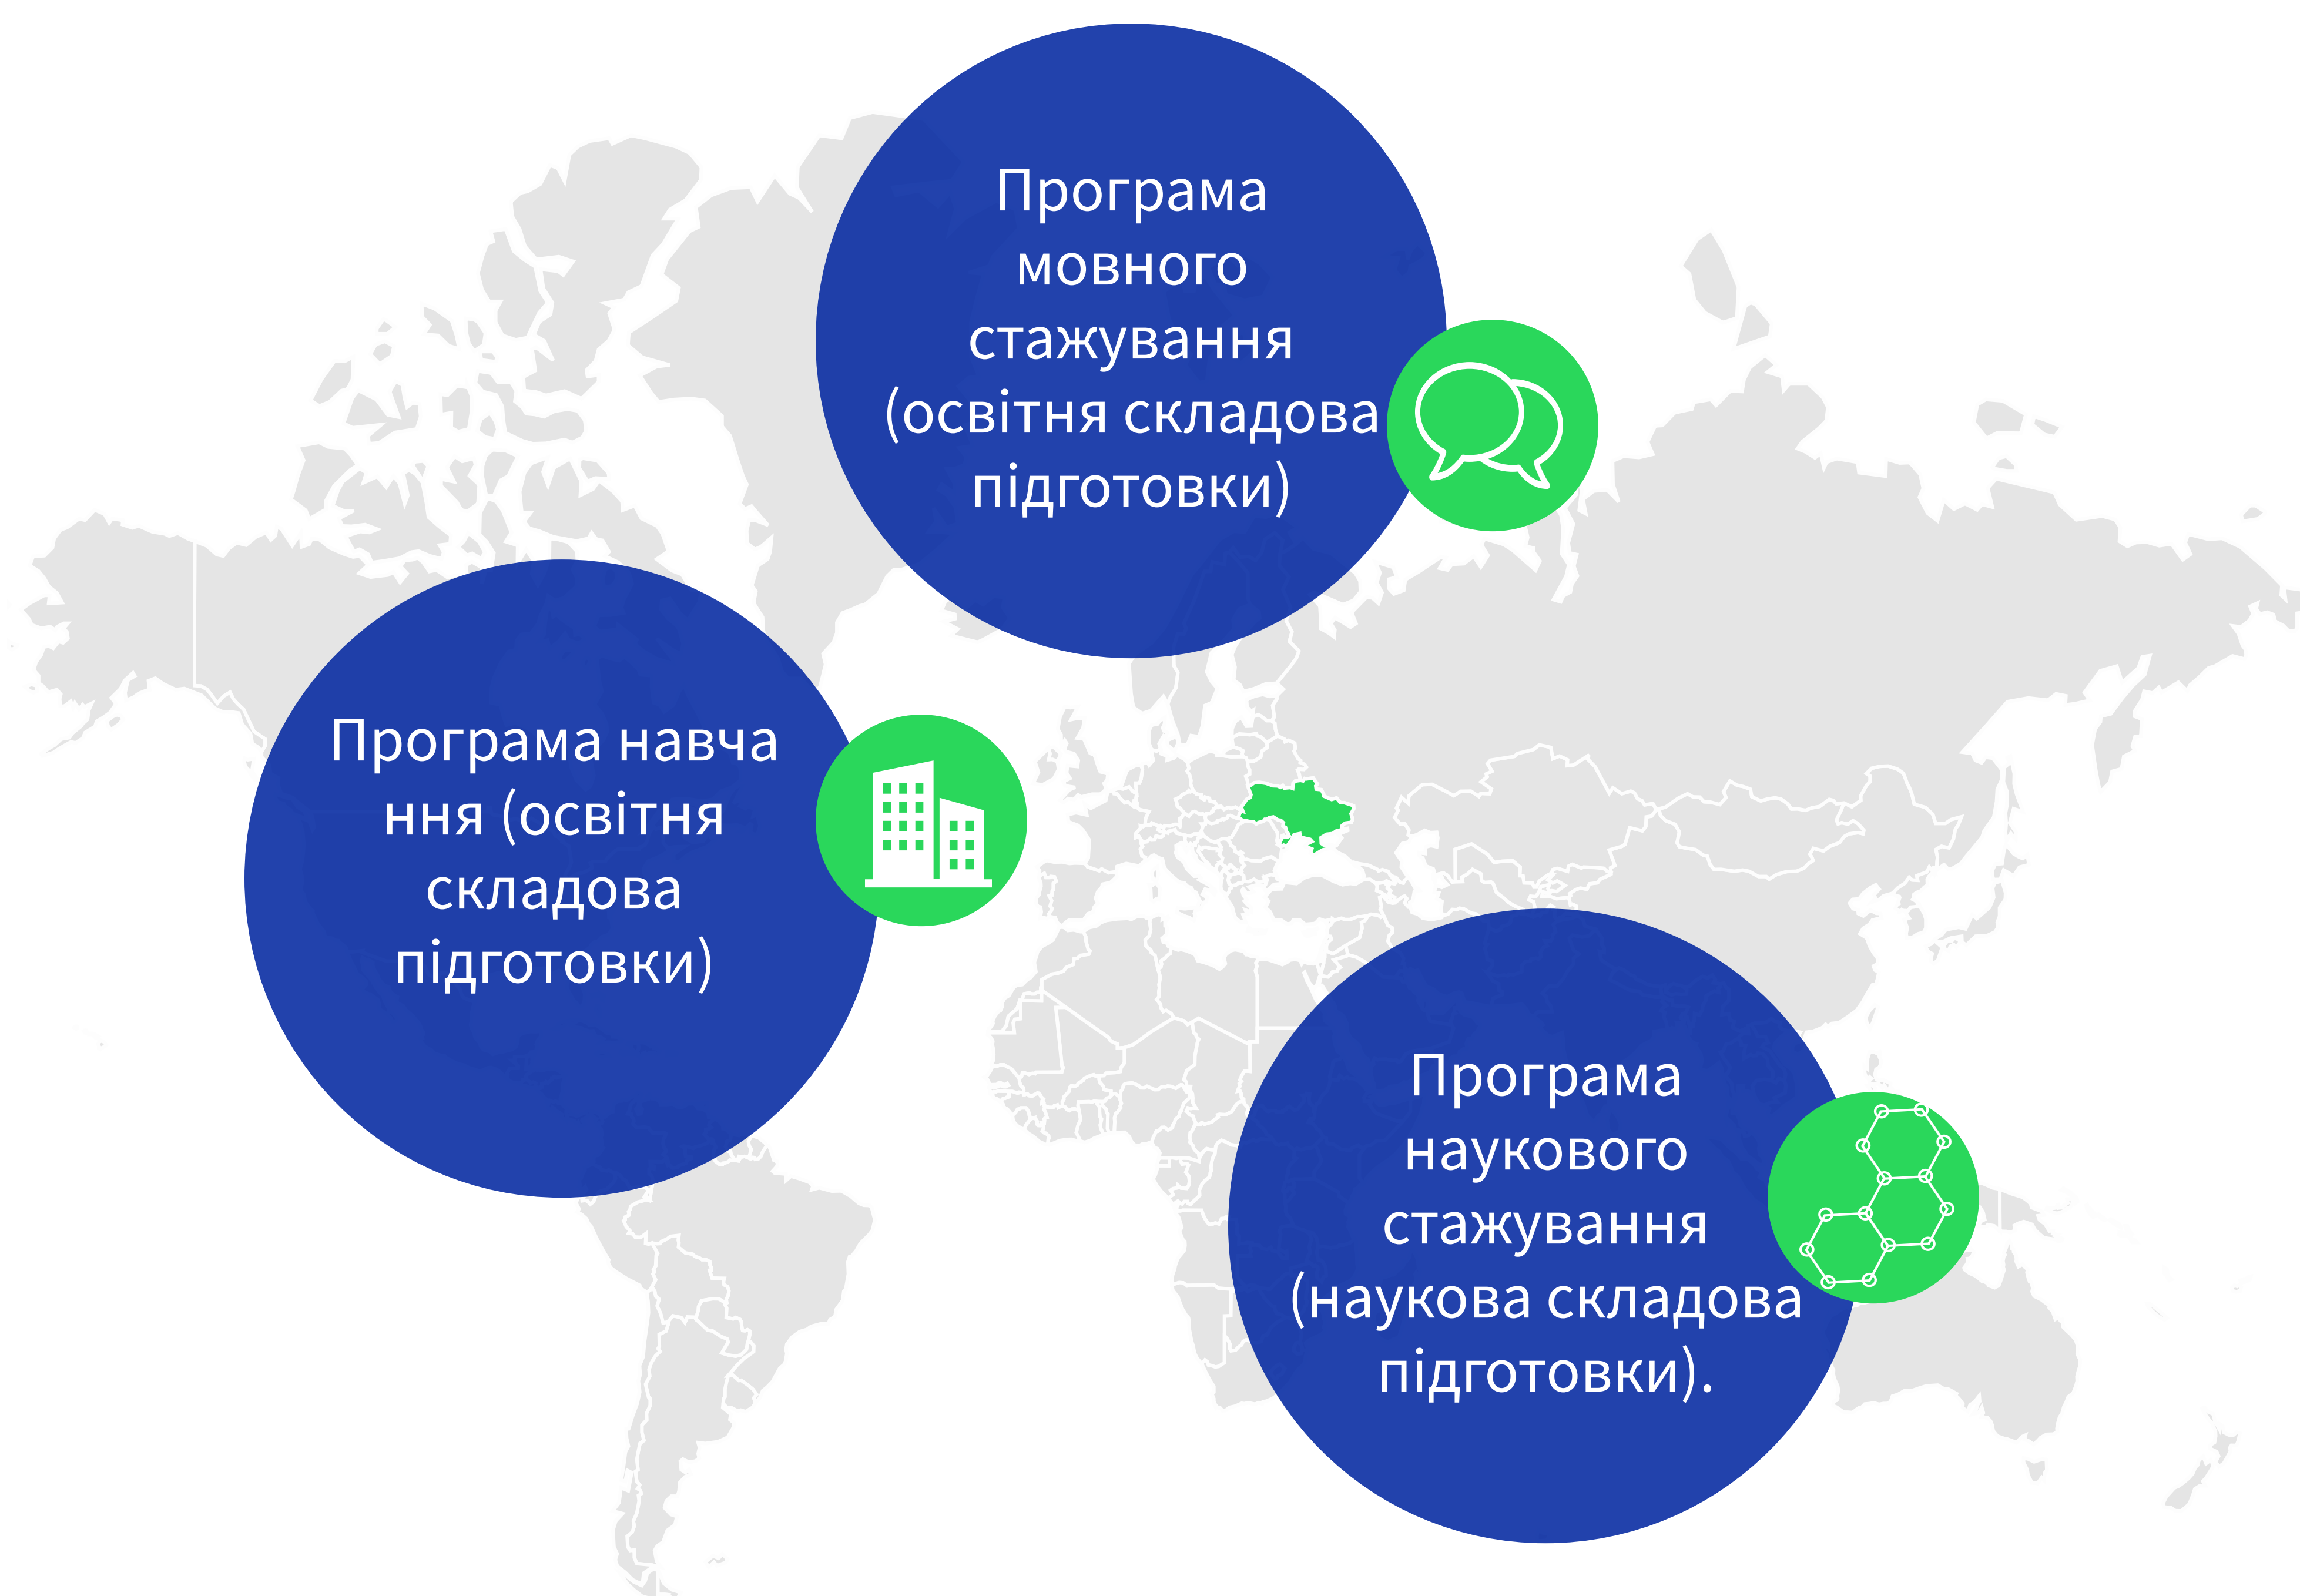 Програма
мовного
стажування
(освітня складова
підготовки)
Програма навча
ння (освітня
складова
підготовки)
Програма
наукового
стажування
(наукова складова
підготовки).